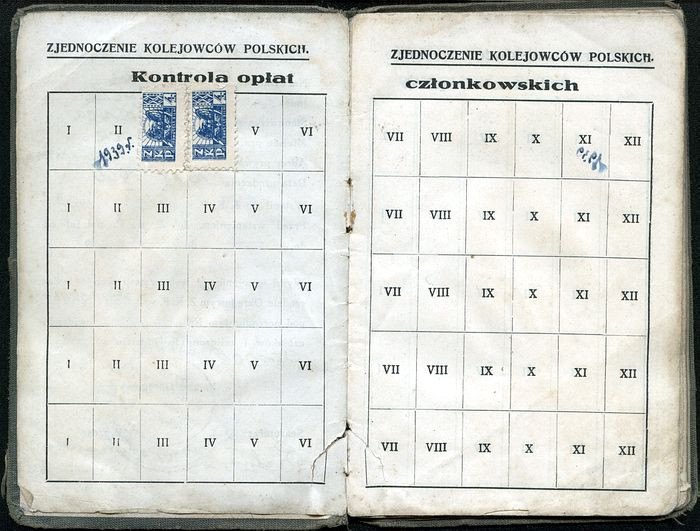 ZJEDNOCZENIE KOLEJOWCÓW POLSKICH.
Kontrola opłat
I II V VI
1939 r.
I II III IV V VI
I II III IV V VI
I II III IV V VI
I II III IV V VI
ZJEDNOCZENIE KOLEJOWCÓW POLSKICH.
członkowskich
VII VIII IX X XI XII
VII VIII IX X XI XII
VII VIII IX X XI XII
VII VIII IX X XI XII
VII VIII IX X XI XII